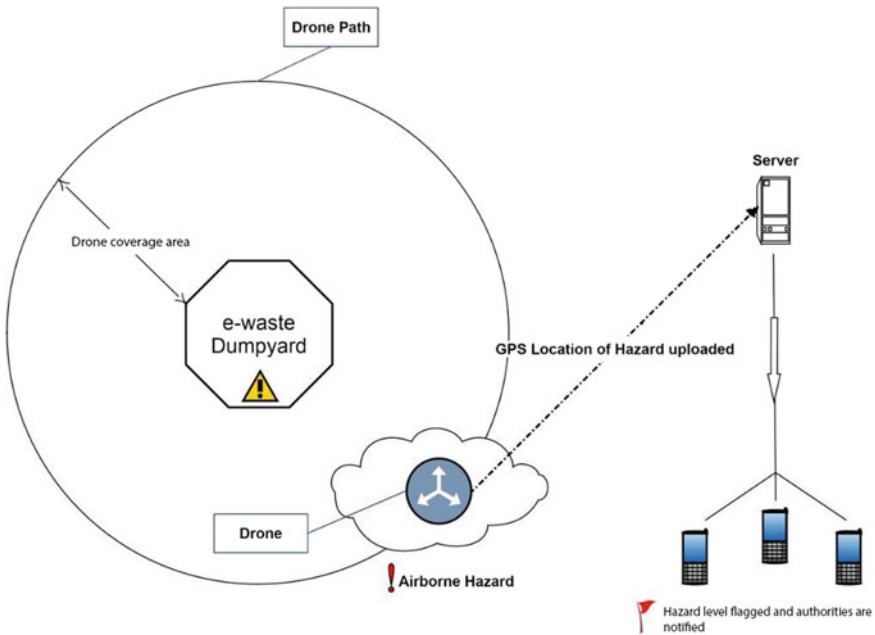 Drone Path
Server
Drone coverage area
e-waste
Dumpyard
GPS Location of Hazard uploaded
Drone
Airborne Hazard
Hazard level flagged and authorities are
notified